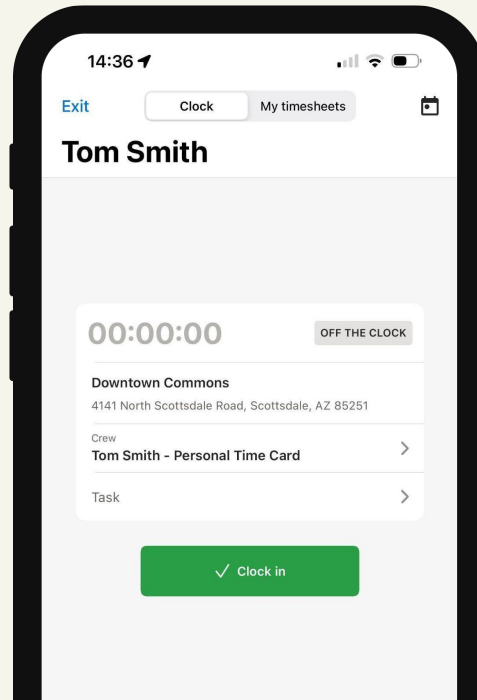 14:36
Exit
Clock
My timesheets
Tom Smith
00:00:00
OFF THE CLOCK
Downtown Commons
4141 North Scottsdale Road, Scottsdale, AZ 85251
Crew
Tom Smith - Personal Time Card
Task
Clock in